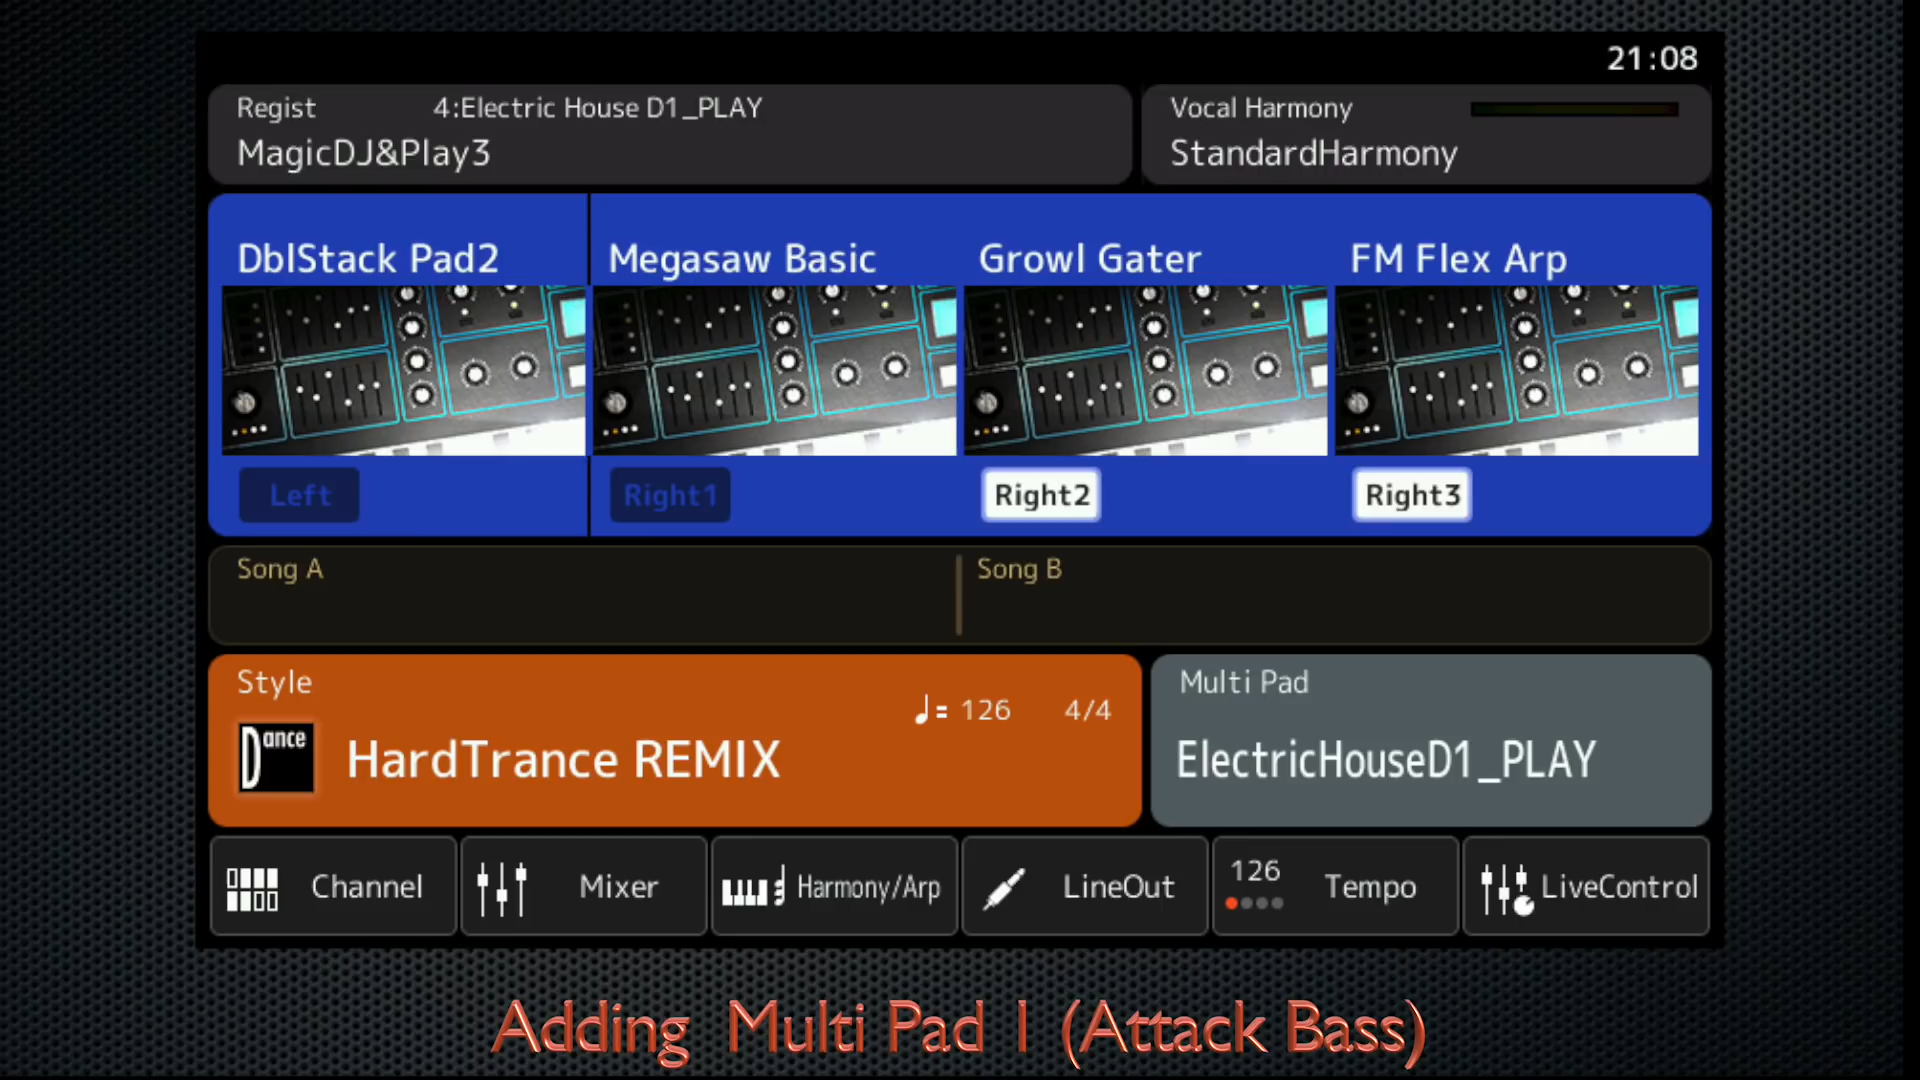 21:08
Regist 4:Electric House D1_PLAY
MagicDJ&Play3
Vocal Harmony
StandardHarmony
DblStack Pad2
Megasaw Basic
Growl Gater
FM Flex Arp
Left
Right1
Right2
Right3
Song A
Song B
Style
♩= 126 4/4
Dance
HardTrance REMIX
Multi Pad
ElectricHouseD1_PLAY
Channel
Mixer
Harmony/Arp
LineOut
126
Tempo
LiveControl
Adding Multi Pad 1 (Attack Bass)